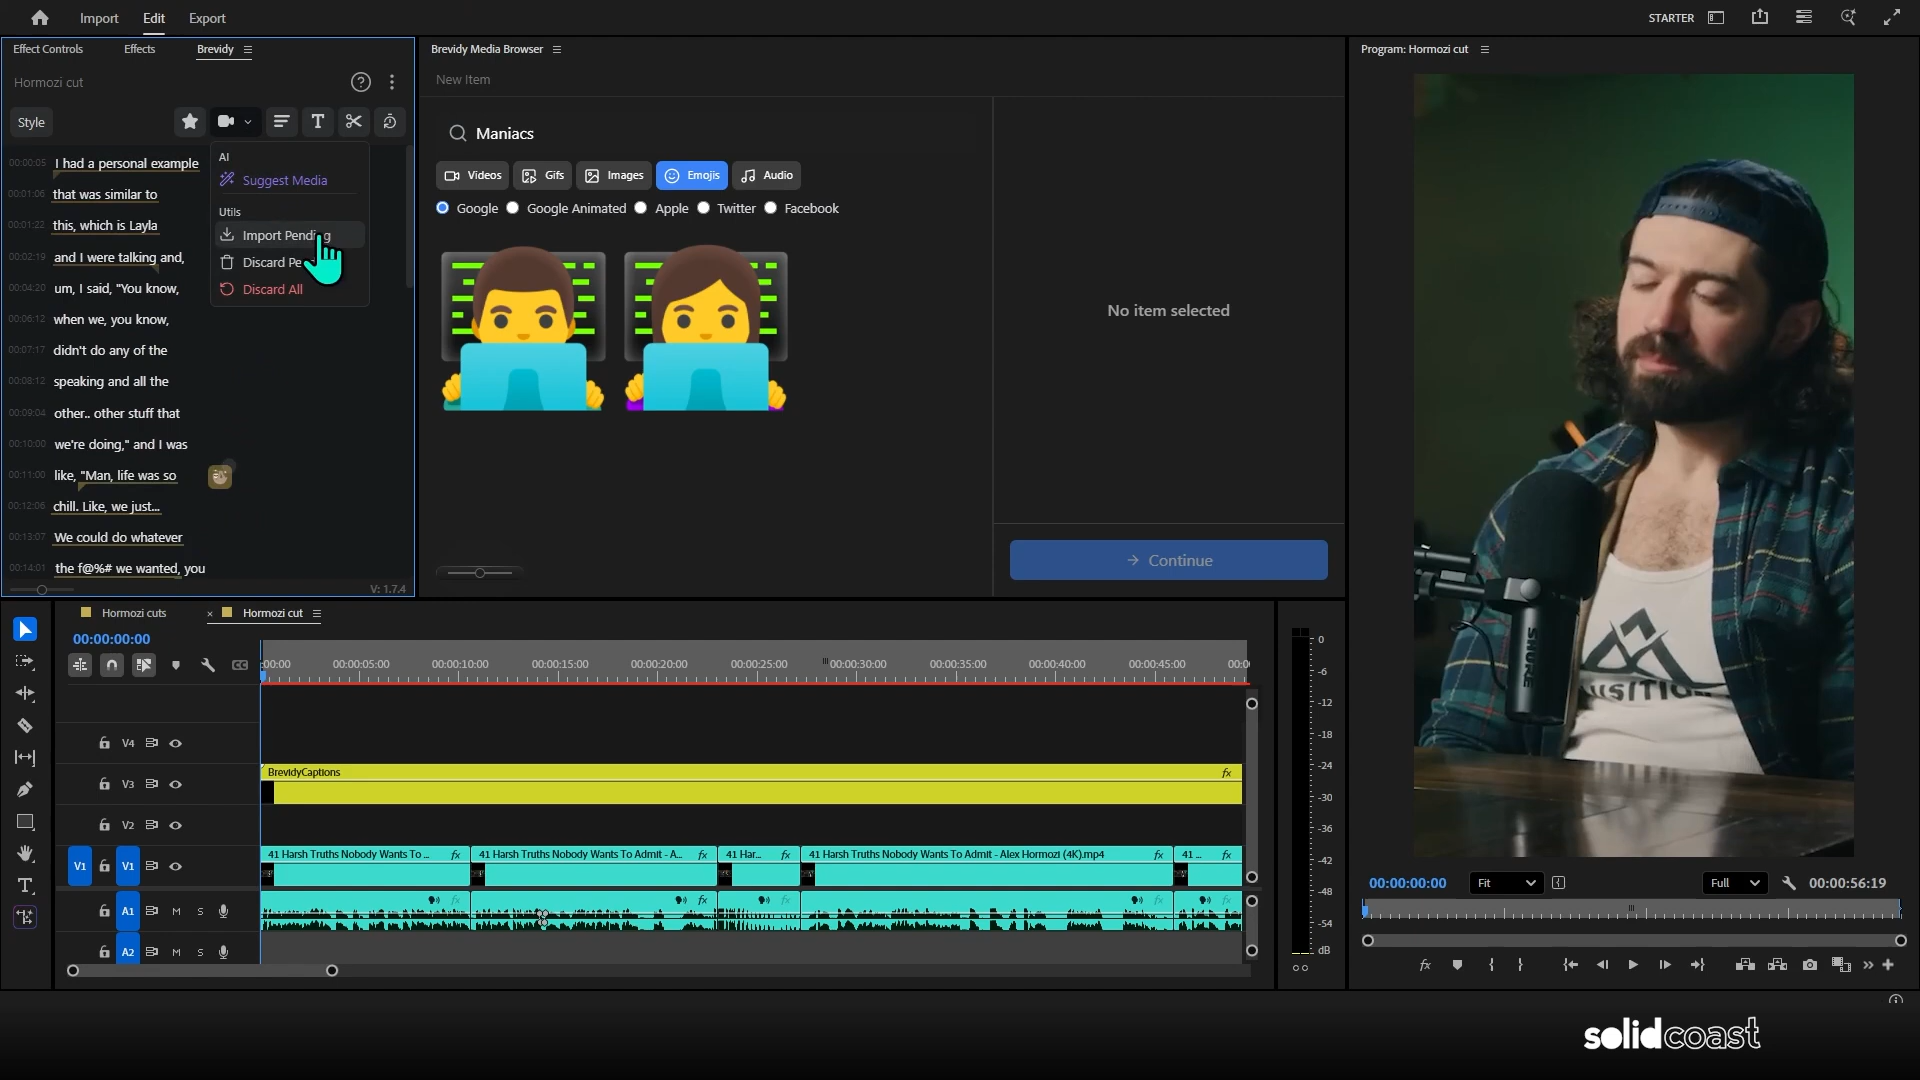 Import
Edit
Export
STARTER
Effect Controls
Effects
Brevidy
Brevidy Media Browser
Program: Hormozi cut
Hormozi cut
New Item
Style
Maniacs
AI
Suggest Media
Utils
Import Pending
Discard Pe
Discard All
00:00:05 I had a personal example
00:01:06 that was similar to
00:01:22 this, which is Layla
00:02:19 and I were talking and,
00:04:20 um, I said, "You know,
00:06:12 when we, you know,
00:07:17 didn't do any of the
00:08:12 speaking and all the
00:09:04 other.. other stuff that
00:10:00 we're doing," and I was
00:11:00 like, "Man, life was so
00:12:06 chill. Like, we just...
00:13:07 We could do whatever
00:14:01 the f@%# we wanted, you
V: 1.7.4
Videos
Gifs
Images
Emojis
Audio
Google
Google Animated
Apple
Twitter
Facebook
No item selected
Continue
Hormozi cuts
Hormozi cut
00:00:00:00
:00:00
00:00:05:00
00:00:10:00
00:00:15:00
00:00:20:00
00:00:25:00
00:00:30:00
00:00:35:00
00:00:40:00
00:00:45:00
00:00
CC
V4
BrevidyCaptions
fx
V3
V2
41 Harsh Truths Nobody Wants To ...
fx
41 Harsh Truths Nobody Wants To Admit - A...
fx
41 Har...
fx
41 Harsh Truths Nobody Wants To Admit - Alex Hormozi (4K).mp4
fx
41 ...
fx
V1
V1
A1
M
S
fx
fx
fx
fx
fx
A2
M
S
0
-6
-12
-18
-24
-30
-36
-42
-48
-54
dB
SHURE
UISITION
00:00:00:00
Fit
Full
00:00:56:19
fx
solidcoast